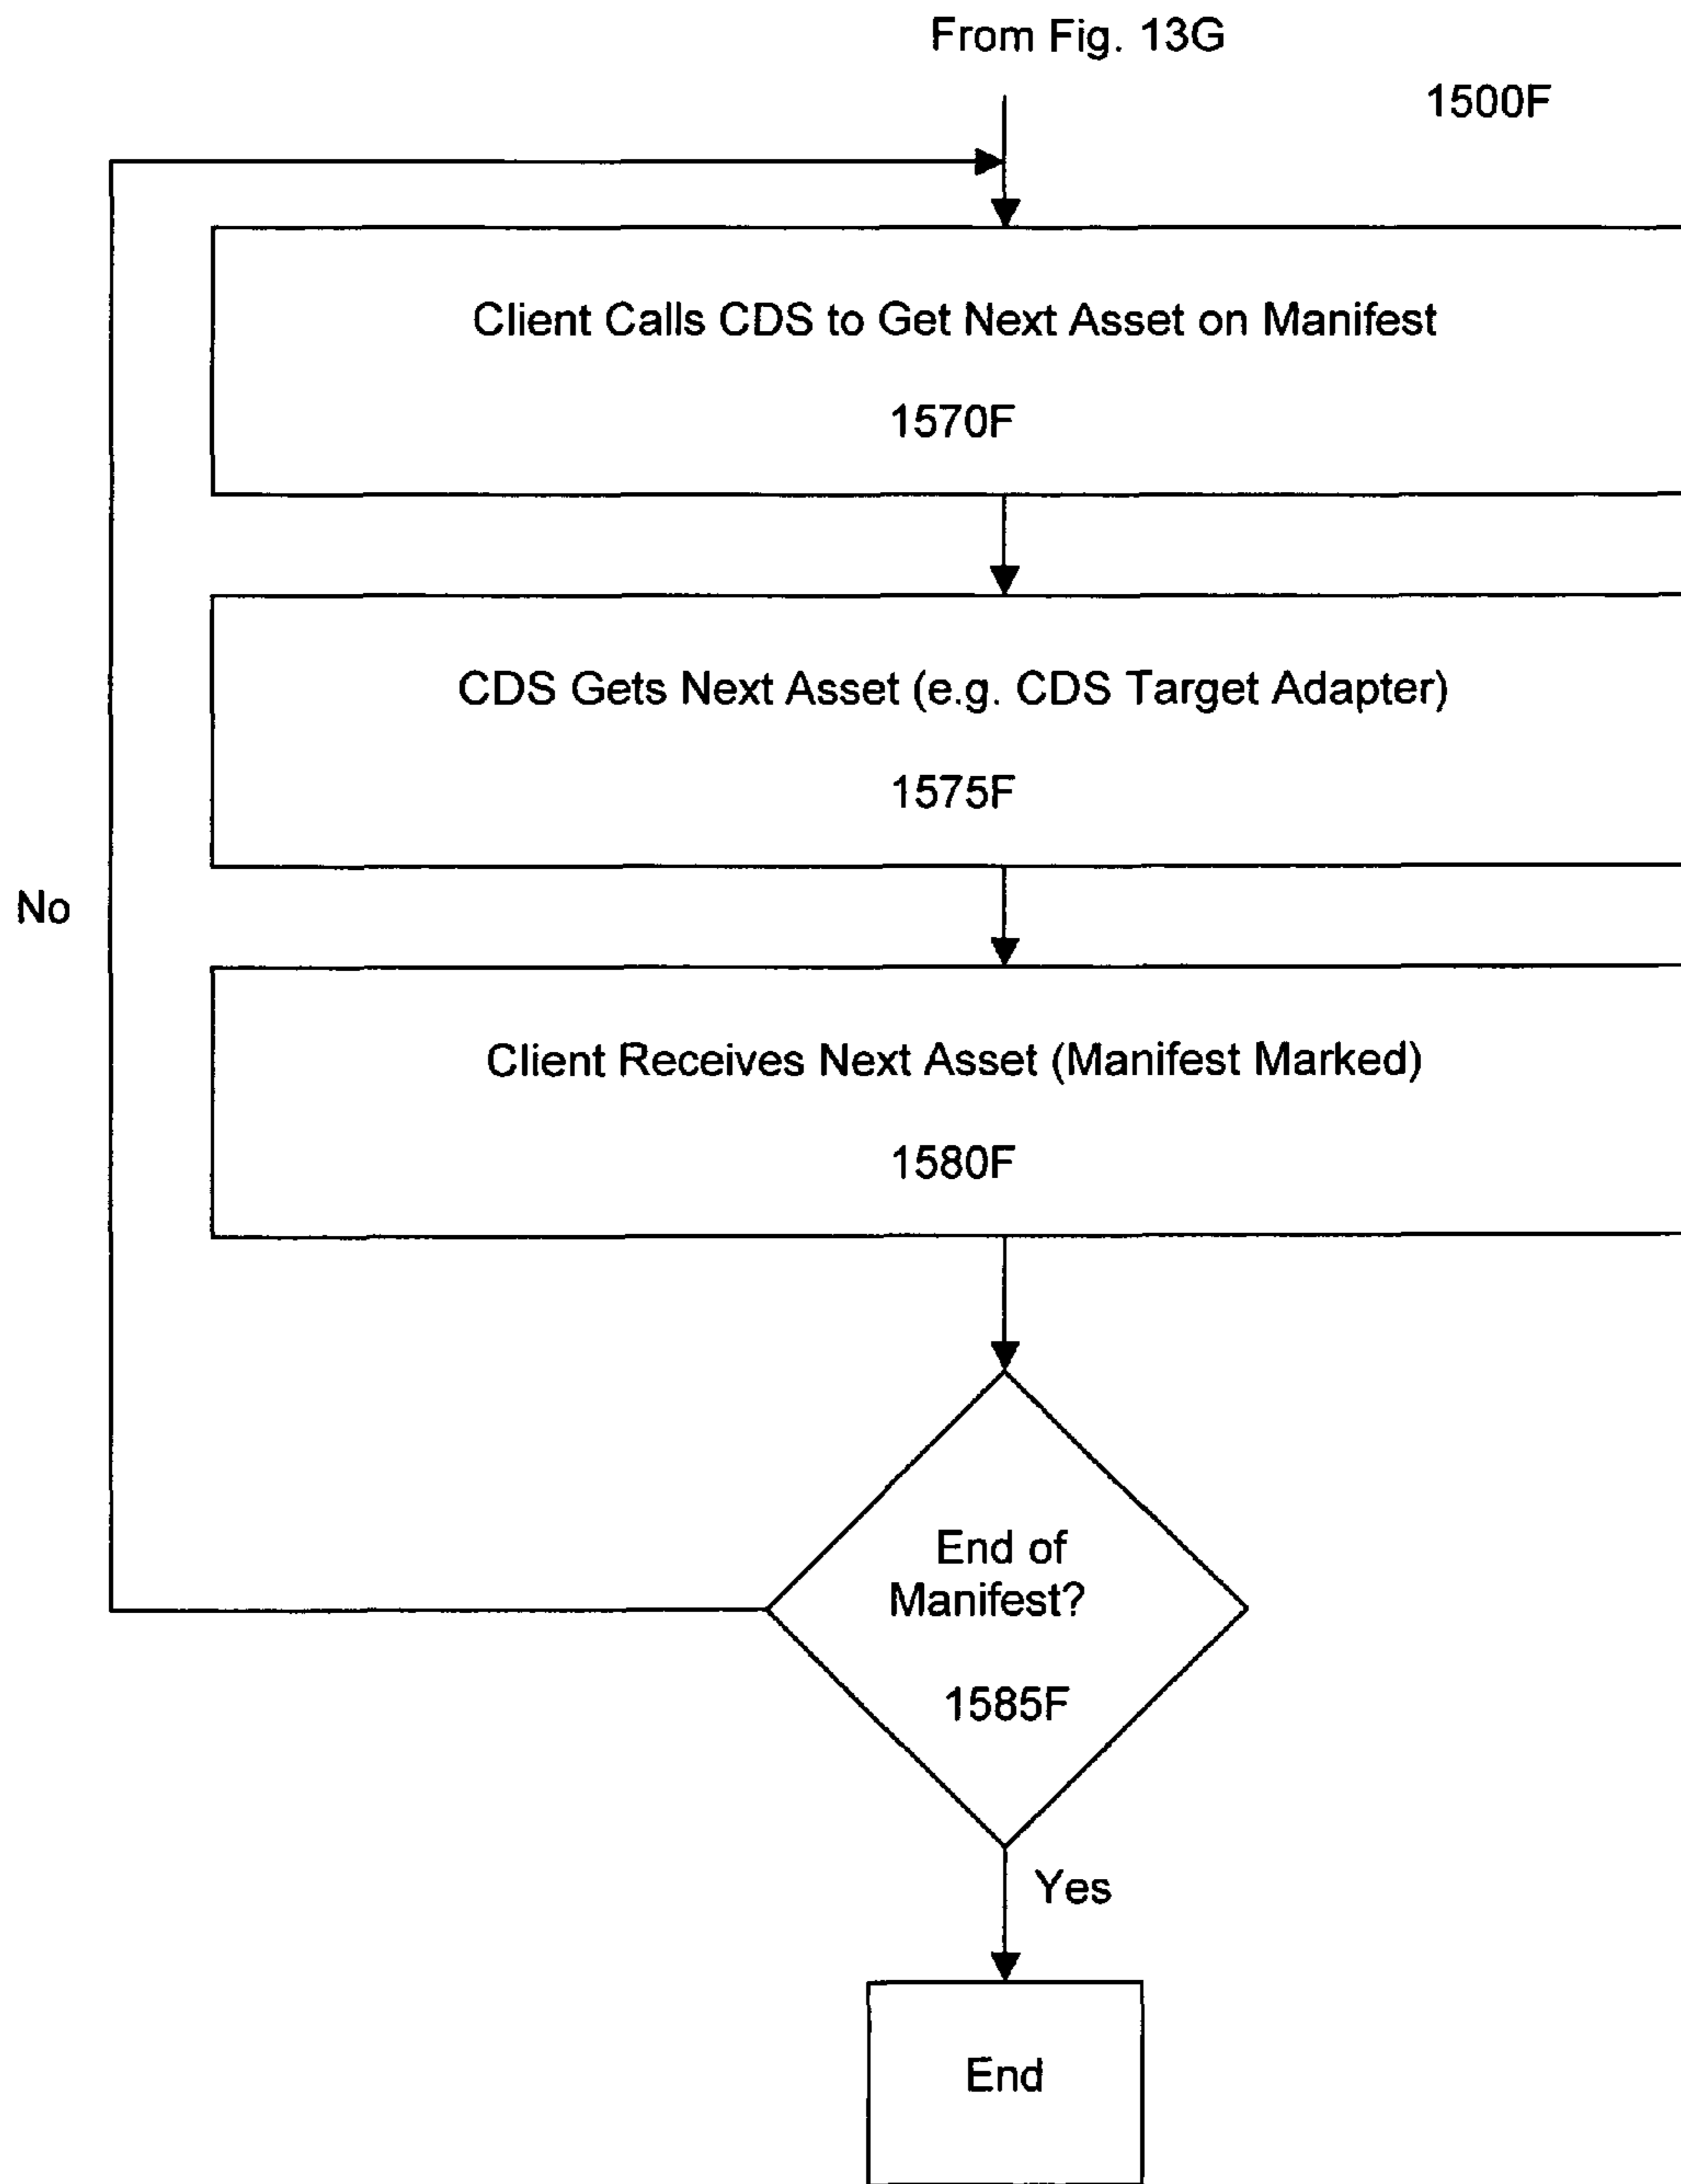 From Fig. 13G
1500F
Client Calls CDS to Get Next Asset on Manifest
1570F
CDS Gets Next Asset (e.g. CDS Target Adapter)
1575F
No
Client Receives Next Asset (Manifest Marked)
1580F
End of
Manifest?
1585F
Yes
End